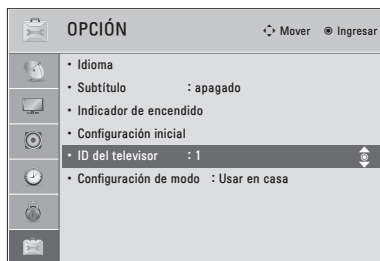 OPCIÓN
Mover
Ingresar
• Idioma
• Subtítulo : apagado
• Indicador de encendido
• Configuración inicial
• ID del televisor : 1
• Configuración de modo : Usar en casa